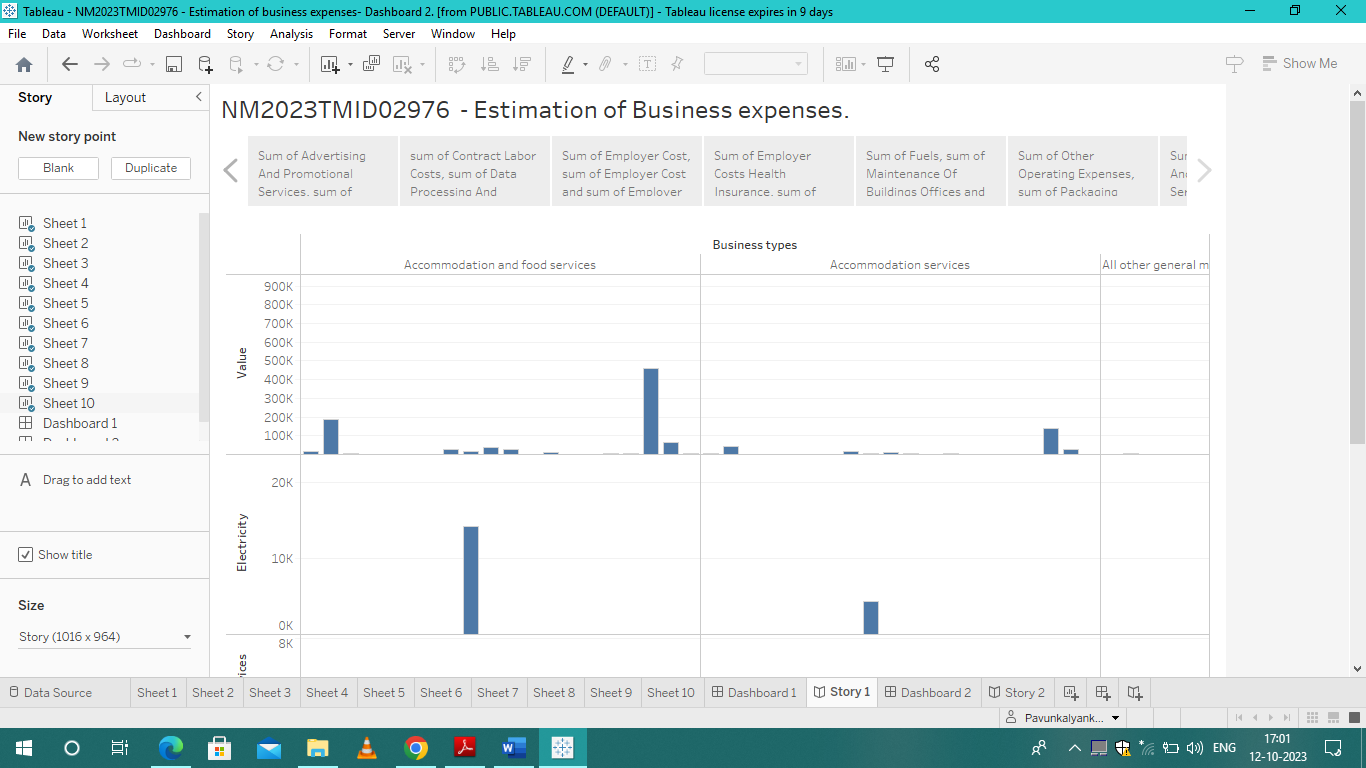 Tableau - NM2023TMID02976 - Estimation of business expenses- Dashboard 2. [from PUBLIC.TABLEAU.COM (DEFAULT)] - Tableau license expires in 9 days
File Data Worksheet Dashboard Story Analysis Format Server Window Help
Show Me
Story Layout
New story point
Blank Duplicate
Sheet 1
Sheet 2
Sheet 3
Sheet 4
Sheet 5
Sheet 6
Sheet 7
Sheet 8
Sheet 9
Sheet 10
Dashboard 1
A Drag to add text
Show title
Size
Story (1016 x 964)
NM2023TMID02976 - Estimation of Business expenses.
Sum of Advertising
And Promotional
Services, sum of
sum of Contract Labor
Costs, sum of Data
Processing And
Sum of Employer Cost,
sum of Employer Cost
and sum of Employer
Sum of Employer
Costs Health
Insurance, sum of
Sum of Fuels, sum of
Maintenance Of
Buildings Offices and
Sum of Other
Operating Expenses,
sum of Packaging
Business types
Accommodation and food services
Accommodation services
All other general m
Value
900K
800K
700K
600K
500K
400K
300K
200K
100K
Electricity
20K
10K
0K
8K
Data Source Sheet 1 Sheet 2 Sheet 3 Sheet 4 Sheet 5 Sheet 6 Sheet 7 Sheet 8 Sheet 9 Sheet 10 Dashboard 1 Story 1 Dashboard 2 Story 2
Pavunkalyank...
ENG
17:01
12-10-2023